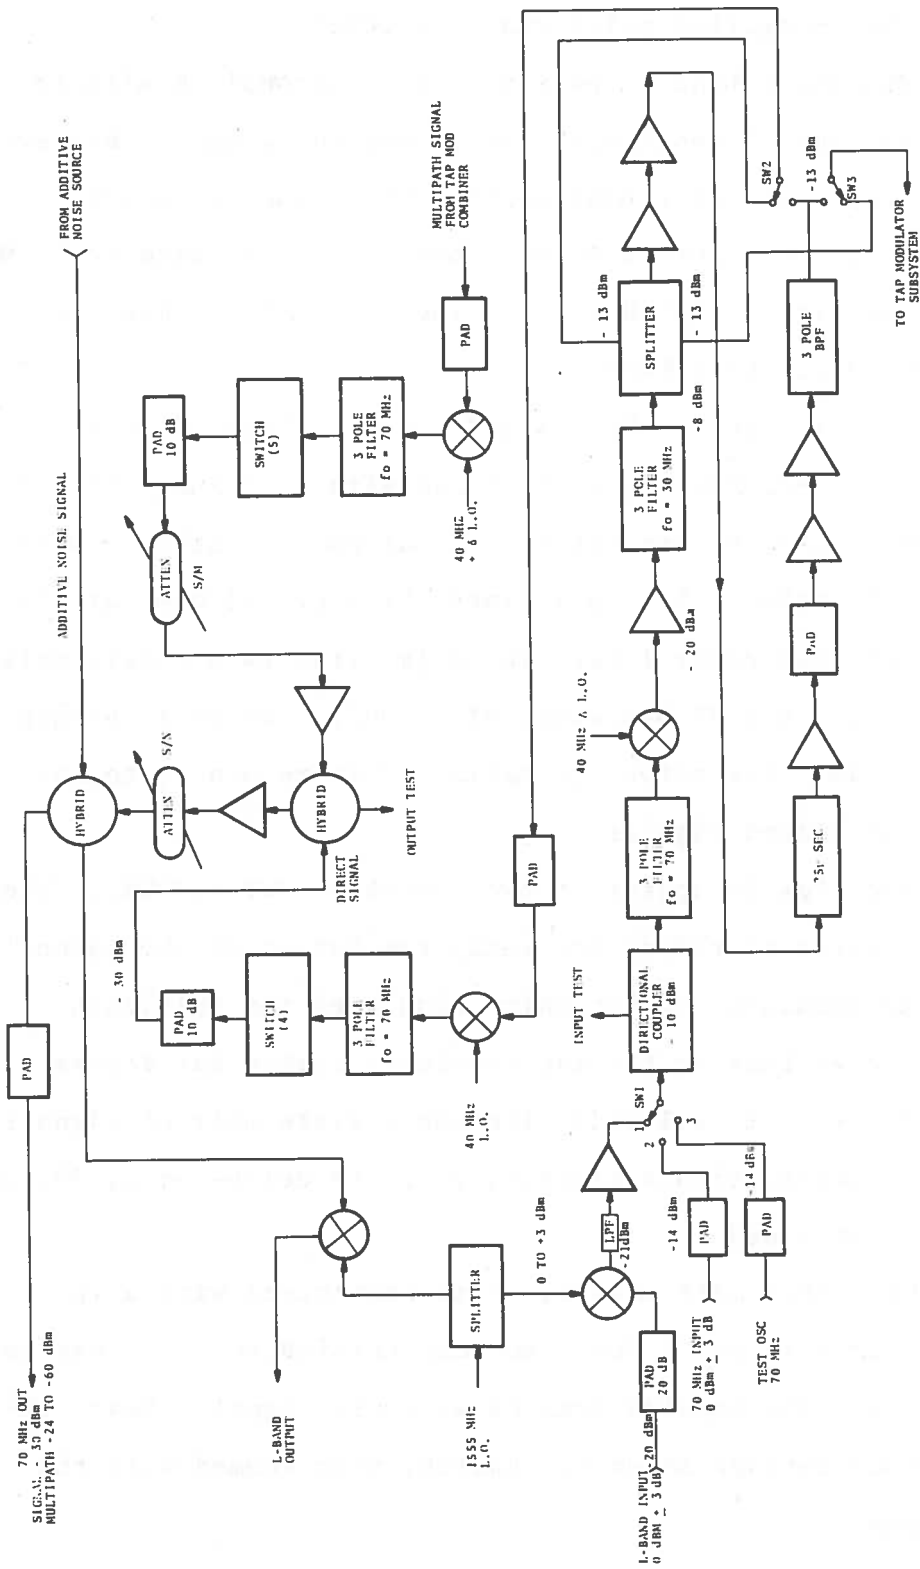 70 MHz OUT
- 30 dBm
MULTIPATH -24 TO -60 dBm
PAD
FROM ADDITIVE
NOISE SOURCE
ADDITIVE NOISE SIGNAL
HYBRID
ATTEN
S/N
HYBRID
OUTPUT TEST
DIRECT
SIGNAL
- 30 dBm
PAD
10 dB
SWITCH
(4)
3 POLE
FILTER
fo = 70 MHz
40 MHz
L.O.
PAD
ATTEN
S/M
PAD
10 dB
SWITCH
(5)
3 POLE
FILTER
fo = 70 MHz
40 MHz
+ Δ L.O.
PAD
MULTIPATH SIGNAL
FROM TAP MOD
COMBINER
L-BAND
OUTPUT
1555 MHz
L.O.
SPLITTER
0 TO +3 dBm
L-BAND INPUT
0 dBm ± 3 dB
-20 dBm
PAD
20 dB
LPF
-21dBm
70 MHz INPUT
0 dBm ± 3 dB
PAD
-14 dBm
TEST OSC
70 MHz
PAD
-14dBm
1
2
3
SW1
INPUT TEST
DIRECTIONAL
COUPLER
- 10 dBm
3 POLE
FILTER
fo = 70 MHz
40 MHz Δ L.O.
- 20 dBm
3 POLE
FILTER
fo = 30 MHz
-8 dBm
SPLITTER
- 13 dBm
- 13 dBm
SEC
PAD
3 POLE
BPF
SW2
-13 dBm
SW3
TO TAP MODULATOR
SUBSYSTEM